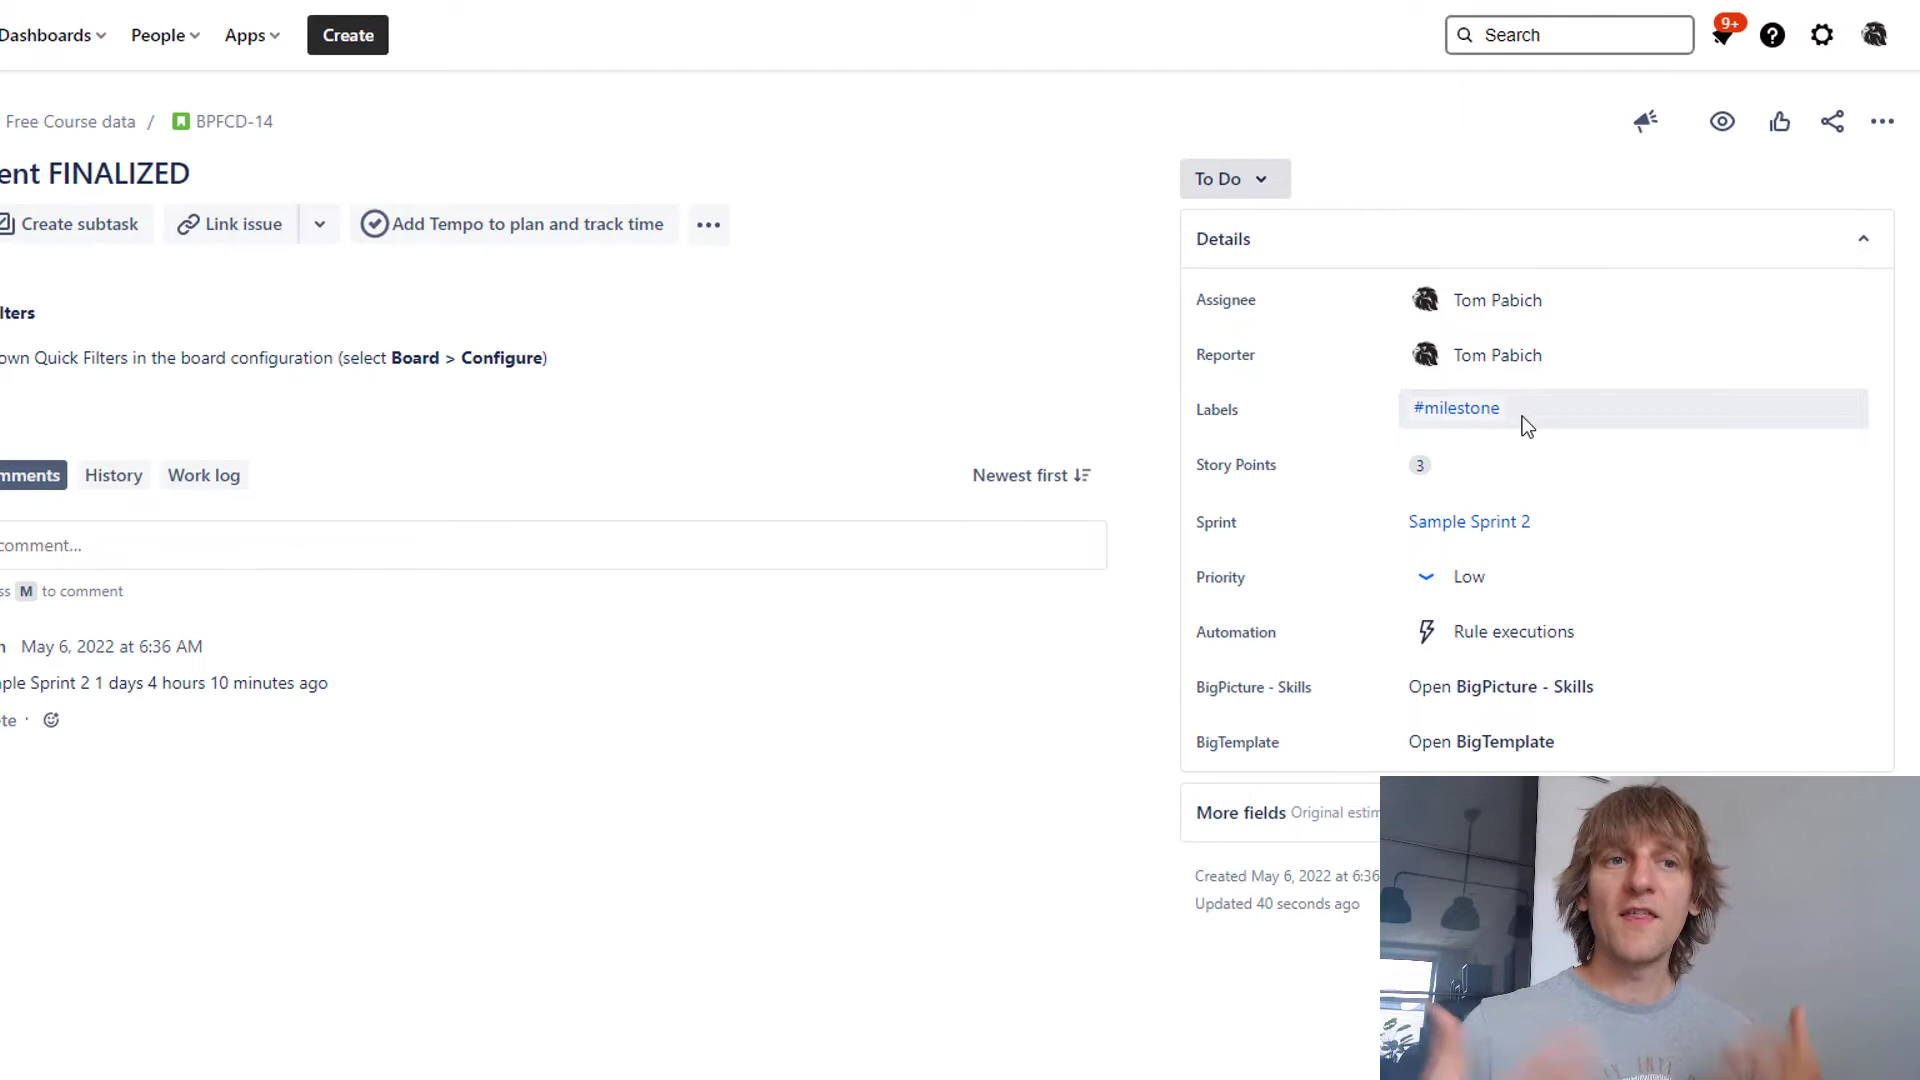 Dashboards People Apps Create Search 9+
Free Course data / BPFCD-14
ent FINALIZED
To Do
Create subtask Link issue Add Tempo to plan and track time
Details
Assignee Tom Pabich
lters
Reporter Tom Pabich
own Quick Filters in the board configuration (select Board > Configure)
Labels #milestone
Story Points 3
mments History Work log Newest first
Sprint Sample Sprint 2
comment...
Priority Low
ss M to comment
Automation Rule executions
n May 6, 2022 at 6:36 AM
ple Sprint 2 1 days 4 hours 10 minutes ago
BigPicture - Skills Open BigPicture - Skills
te ·
BigTemplate Open BigTemplate
More fields Original estim
Created May 6, 2022 at 6:36
Updated 40 seconds ago